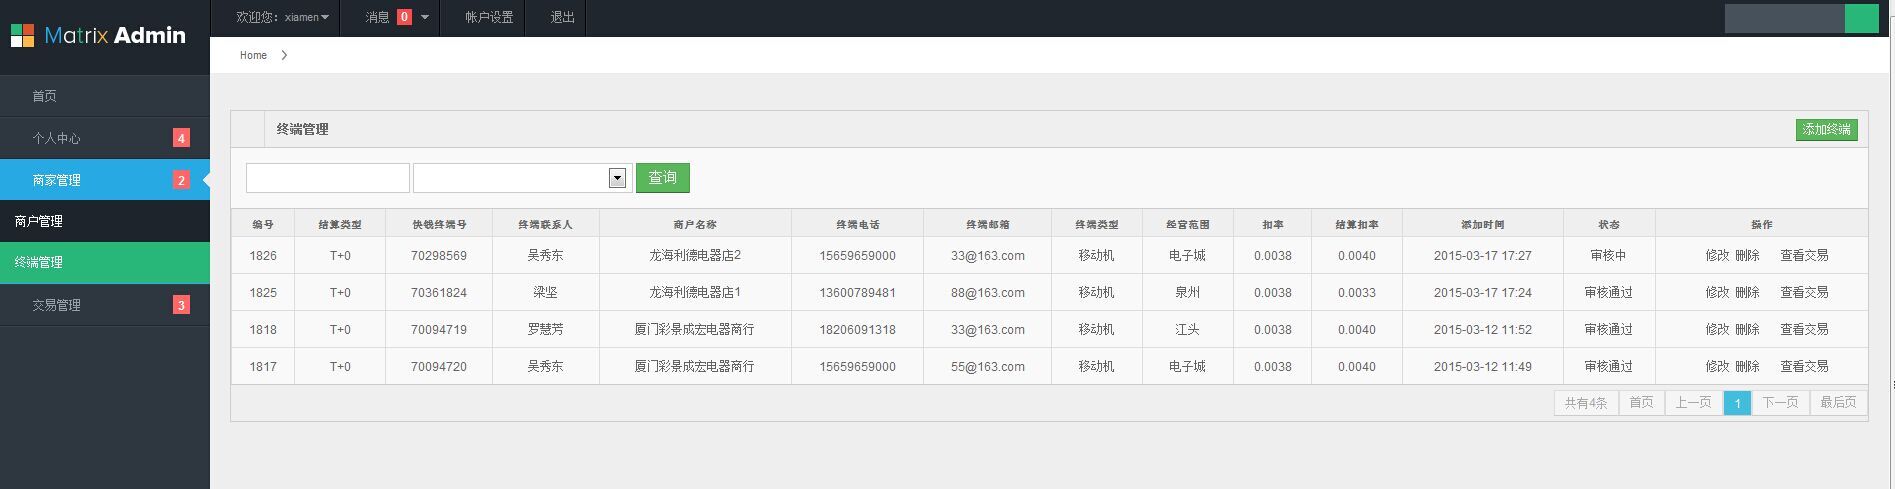 Matrix Admin
欢迎您：xiamen 消息 0 帐户设置 退出
Home
首页
个人中心 4
商家管理 2
商户管理
终端管理
交易管理 3
终端管理 添加终端
查询
编号 结算类型 快钱终端号 终端联系人 商户名称 终端电话 终端邮箱 终端类型 经营范围 扣率 结算扣率 添加时间 状态 操作
1826 T+0 70298569 吴秀东 龙海利德电器店2 15659659000 33@163.com 移动机 电子城 0.0038 0.0040 2015-03-17 17:27 审核中 修改 删除 查看交易
1825 T+0 70361824 梁坚 龙海利德电器店1 13600789481 88@163.com 移动机 泉州 0.0038 0.0033 2015-03-17 17:24 审核通过 修改 删除 查看交易
1818 T+0 70094719 罗慧芳 厦门彩景成宏电器商行 18206091318 33@163.com 移动机 江头 0.0038 0.0040 2015-03-12 11:52 审核通过 修改 删除 查看交易
1817 T+0 70094720 吴秀东 厦门彩景成宏电器商行 15659659000 55@163.com 移动机 电子城 0.0038 0.0040 2015-03-12 11:49 审核通过 修改 删除 查看交易
共有4条 首页 上一页 1 下一页 最后页